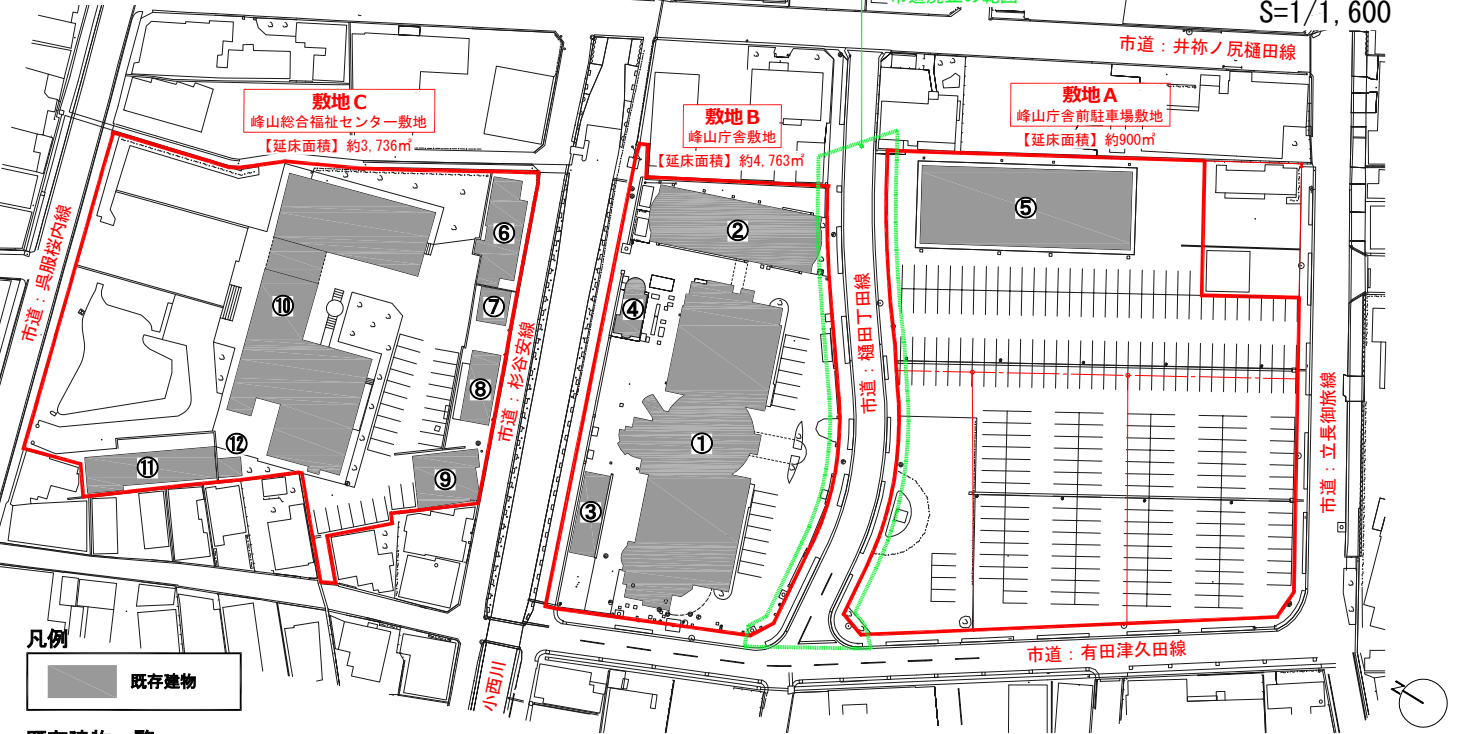 S=1/1,600
市道：井祢ノ尻樋田線
敷地C
峰山総合福祉センター敷地
【延床面積】約3,736㎡
敷地B
峰山庁舎敷地
【延床面積】約4,763㎡
敷地A
峰山庁舎前駐車場敷地
【延床面積】約900㎡
市道：呉服桜内線
市道：杉谷安線
市道：樋田丁田線
市道：立長御旅線
市道：有田津久田線
小西川
①
②
③
④
⑤
⑥
⑦
⑧
⑨
⑩
⑪
⑫
凡例
既存建物
N